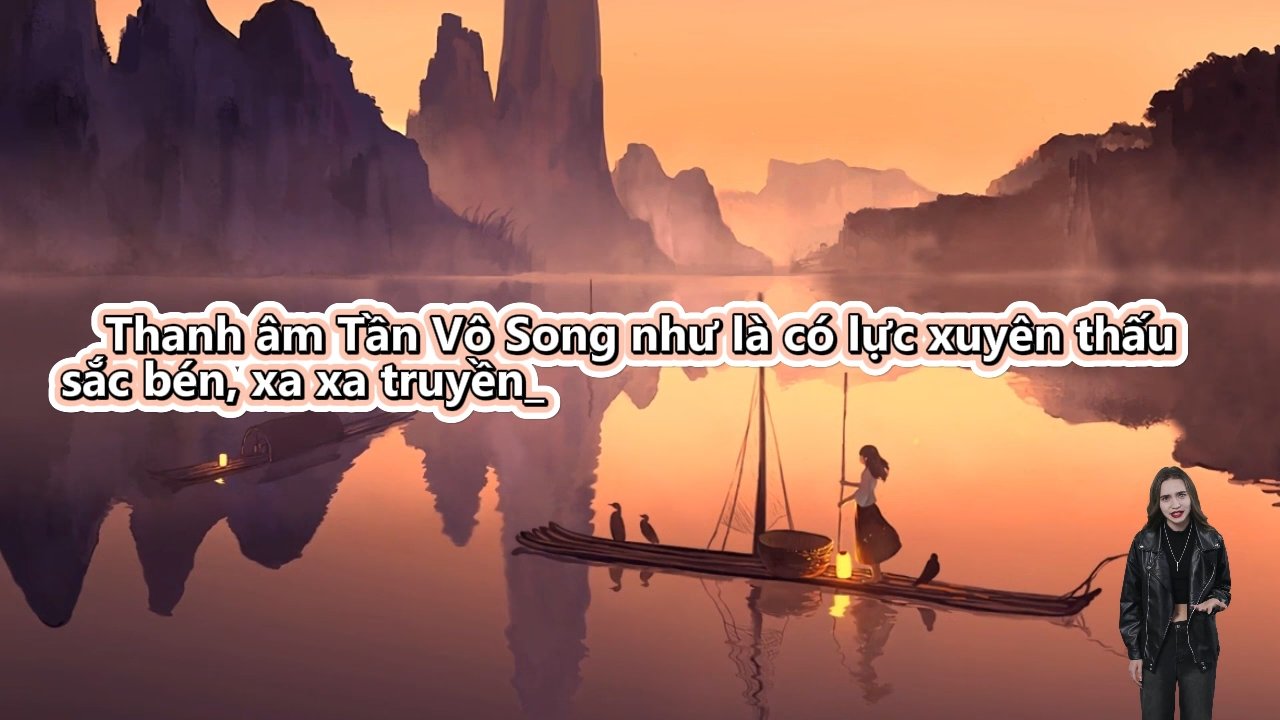 Thanh âm Tần Vô Song như là có lực xuyên thấu
sắc bén, xa xa truyền_